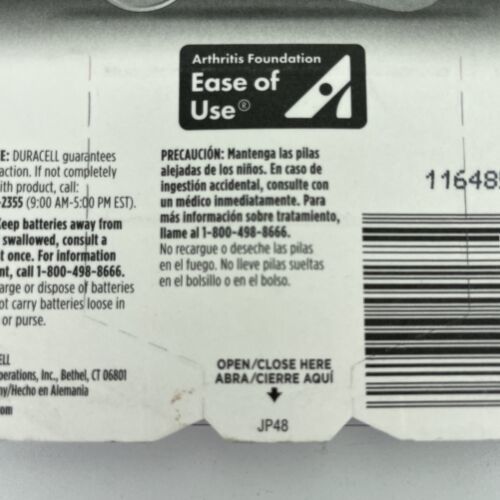 Arthritis Foundation
Ease of
Use®
E: DURACELL guarantees
action. If not completely
ith product, call:
-2355 (9:00 AM-5:00 PM EST).
Keep batteries away from
swallowed, consult a
t once. For information
nt, call 1-800-498-8666.
arge or dispose of batteries
ot carry batteries loose in
or purse.
ELL
perations, Inc., Bethel, CT 06801
ny/Hecho en Alemania
om
PRECAUCIÓN: Mantenga las pilas
alejadas de los niños. En caso de
ingestión accidental, consulte con
un médico inmediatamente. Para
más información sobre tratamiento,
llame al 1-800-498-8666.
No recargue o deseche las pilas
en el fuego. No lleve pilas sueltas
en el bolsillo o en el bolso.
OPEN/CLOSE HERE
ABRA/CIERRE AQUÍ
JP48
11648